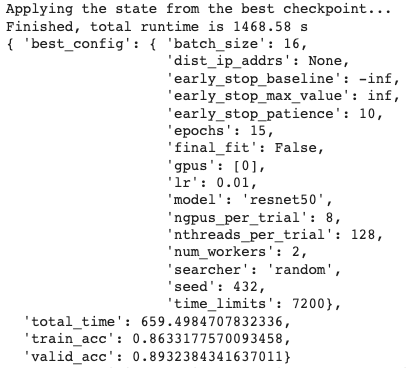 Applying the state from the best checkpoint...
Finished, total runtime is 1468.58 s
{ 'best_config': { 'batch_size': 16,
'dist_ip_addrs': None,
'early_stop_baseline': -inf,
'early_stop_max_value': inf,
'early_stop_patience': 10,
'epochs': 15,
'final_fit': False,
'gpus': [0],
'lr': 0.01,
'model': 'resnet50',
'ngpus_per_trial': 8,
'nthreads_per_trial': 128,
'num_workers': 2,
'searcher': 'random',
'seed': 432,
'time_limits': 7200},
'total_time': 659.4984707832336,
'train_acc': 0.8633177570093458,
'valid_acc': 0.8932384341637011}